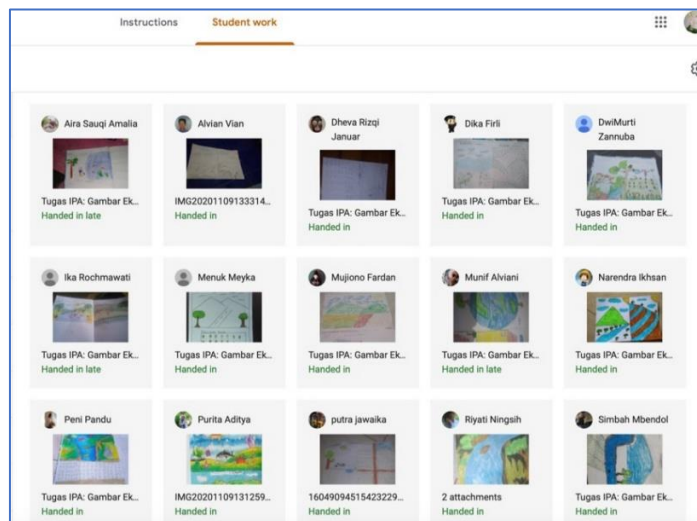 Instructions
Student work
Aira Sauqi Amalia
Tugas IPA: Gambar Ek...
Handed in late
Alvian Vian
IMG20201109133314...
Handed in
Dheva Rizqi
Januar
Tugas IPA: Gambar Ek...
Handed in
Dika Firli
Tugas IPA: Gambar Ek...
Handed in
DwiMurti
Zannuba
Tugas IPA: Gambar Ek...
Handed in
Ika Rochmawati
Tugas IPA: Gambar Ek...
Handed in late
Menuk Meyka
Tugas IPA: Gambar Ek...
Handed in
Mujiono Fardan
Tugas IPA: Gambar Ek...
Handed in
Munif Alviani
Tugas IPA: Gambar Ek...
Handed in late
Narendra Ikhsan
Tugas IPA: Gambar Ek...
Handed in
Peni Pandu
Tugas IPA: Gambar Ek...
Handed in
Purita Aditya
IMG20201109131259...
Handed in
putra jawaika
16049094515423229...
Handed in
Riyati Ningsih
2 attachments
Handed in
Simbah Mbendol
Tugas IPA: Gambar Ek...
Handed in